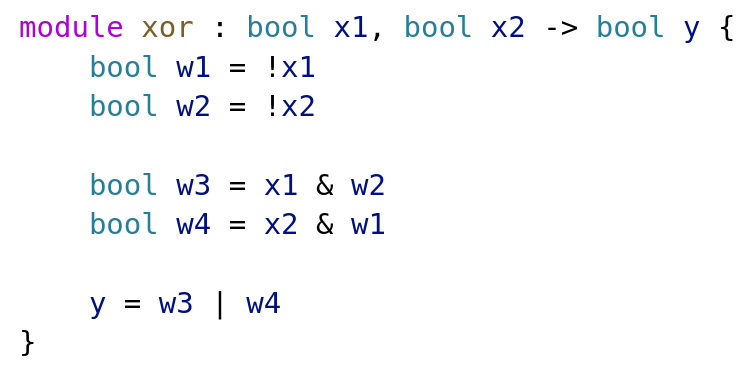 module xor : bool x1, bool x2 -> bool y {
    bool w1 = !x1
    bool w2 = !x2

    bool w3 = x1 & w2
    bool w4 = x2 & w1

    y = w3 | w4
}